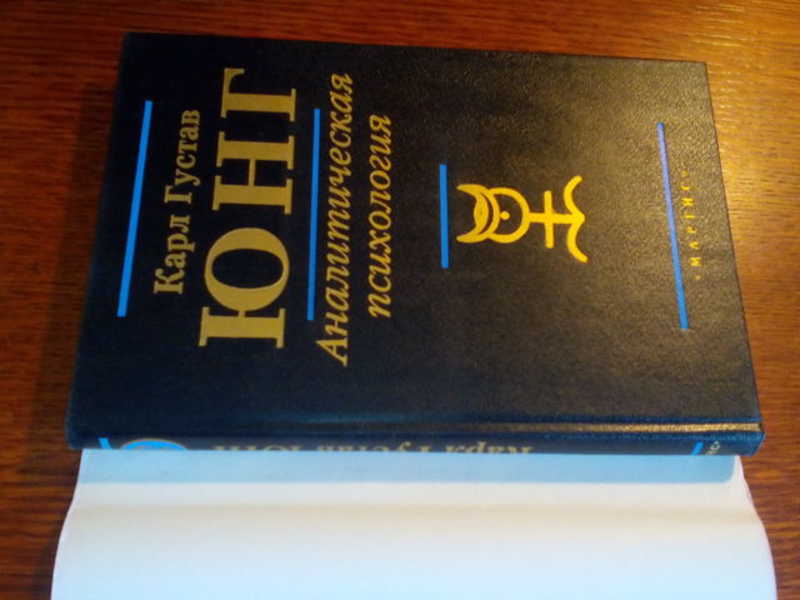 Карл Густав
ЮНГ
Аналитическая
психология
«МАРТИС»
Карл Густав ЮНГ